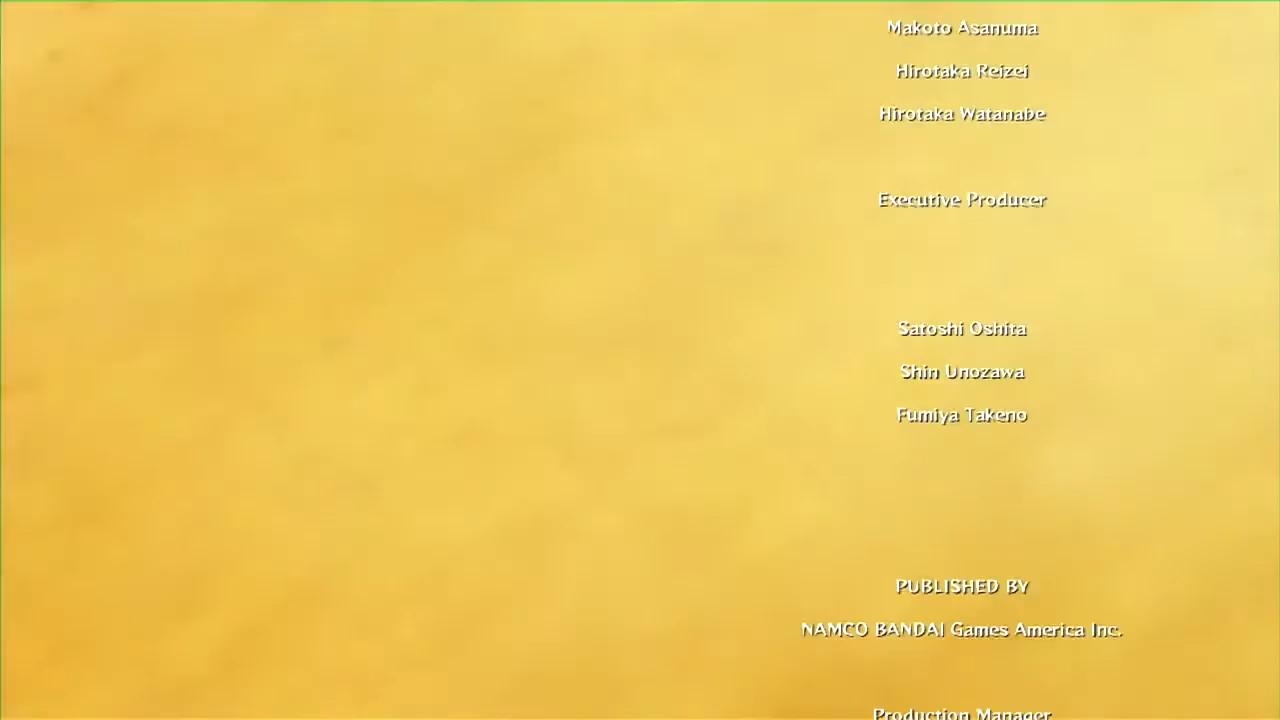 Makoto Asanuma
Hirotaka Reizei
Hirotaka Watanabe
Executive Producer
Satoshi Oshita
Shin Unozawa
Fumiya Takeno
PUBLISHED BY
NAMCO BANDAI Games America Inc.
Production Manager